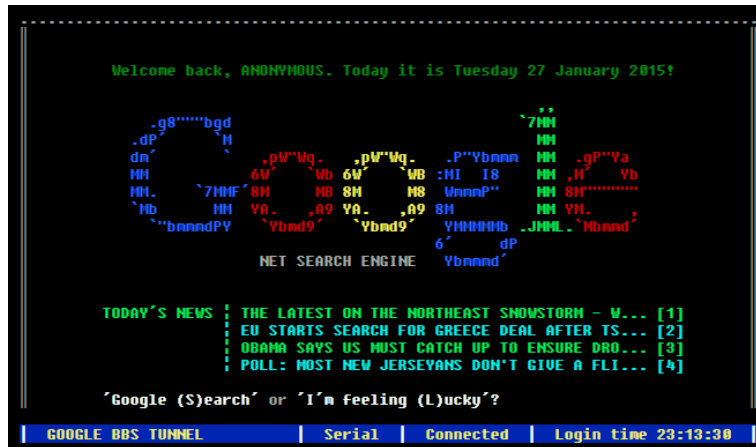 Welcome back, ANONYMOUS. Today it is Tuesday 27 January 2015!
Google
NET SEARCH ENGINE
TODAY´S NEWS ¦ THE LATEST ON THE NORTHEAST SNOWSTORM - W... [1]
¦ EU STARTS SEARCH FOR GREECE DEAL AFTER TS... [2]
¦ OBAMA SAYS US MUST CATCH UP TO ENSURE DRO... [3]
¦ POLL: MOST NEW JERSEYANS DON'T GIVE A FLI... [4]
´Google (S)earch´ or ´I´m feeling (L)ucky´?
GOOGLE BBS TUNNEL | Serial | Connected | Login time 23:13:30